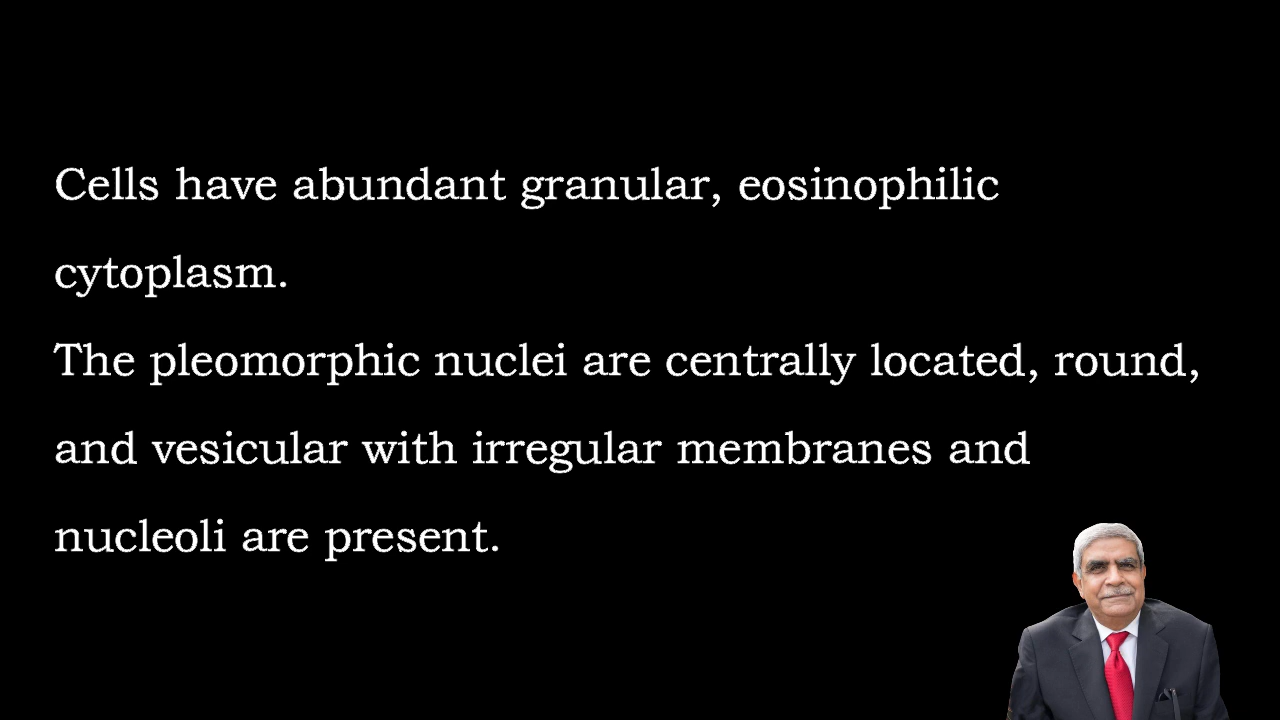 Cells have abundant granular, eosinophilic
cytoplasm.
The pleomorphic nuclei are centrally located, round,
and vesicular with irregular membranes and
nucleoli are present.